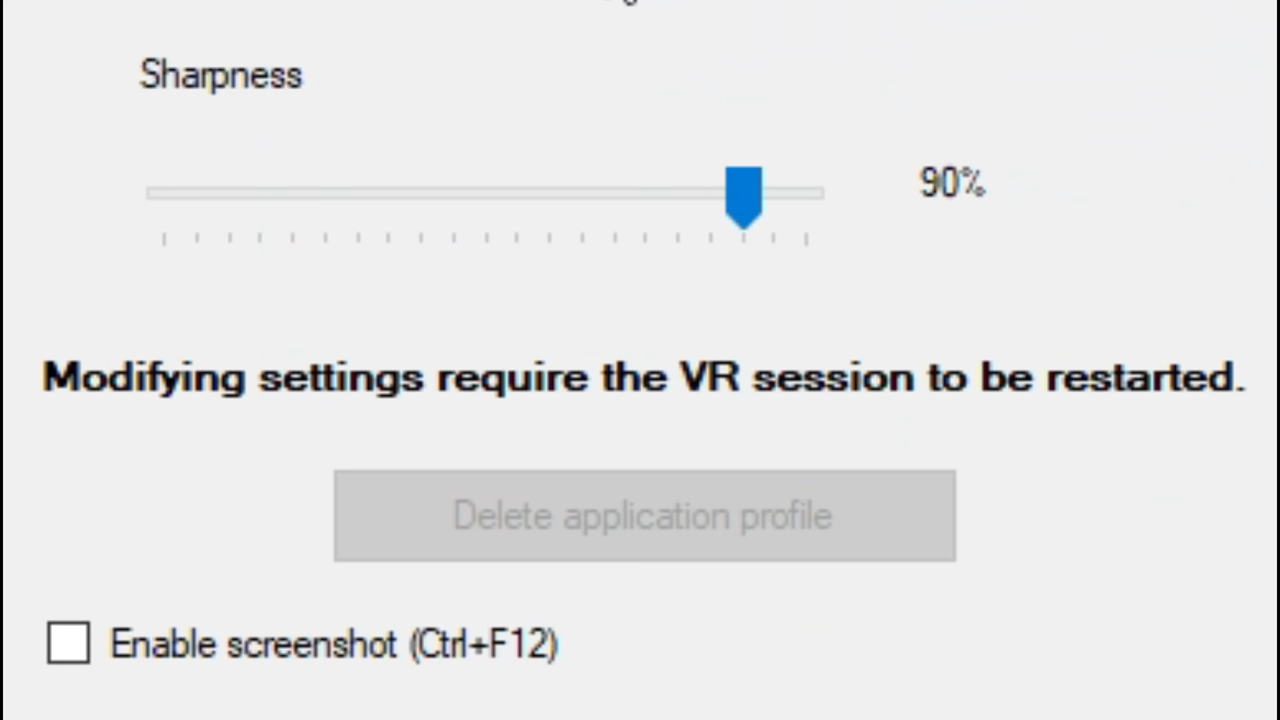 Sharpness
90%
Modifying settings require the VR session to be restarted.
Delete application profile
Enable screenshot (Ctrl+F12)